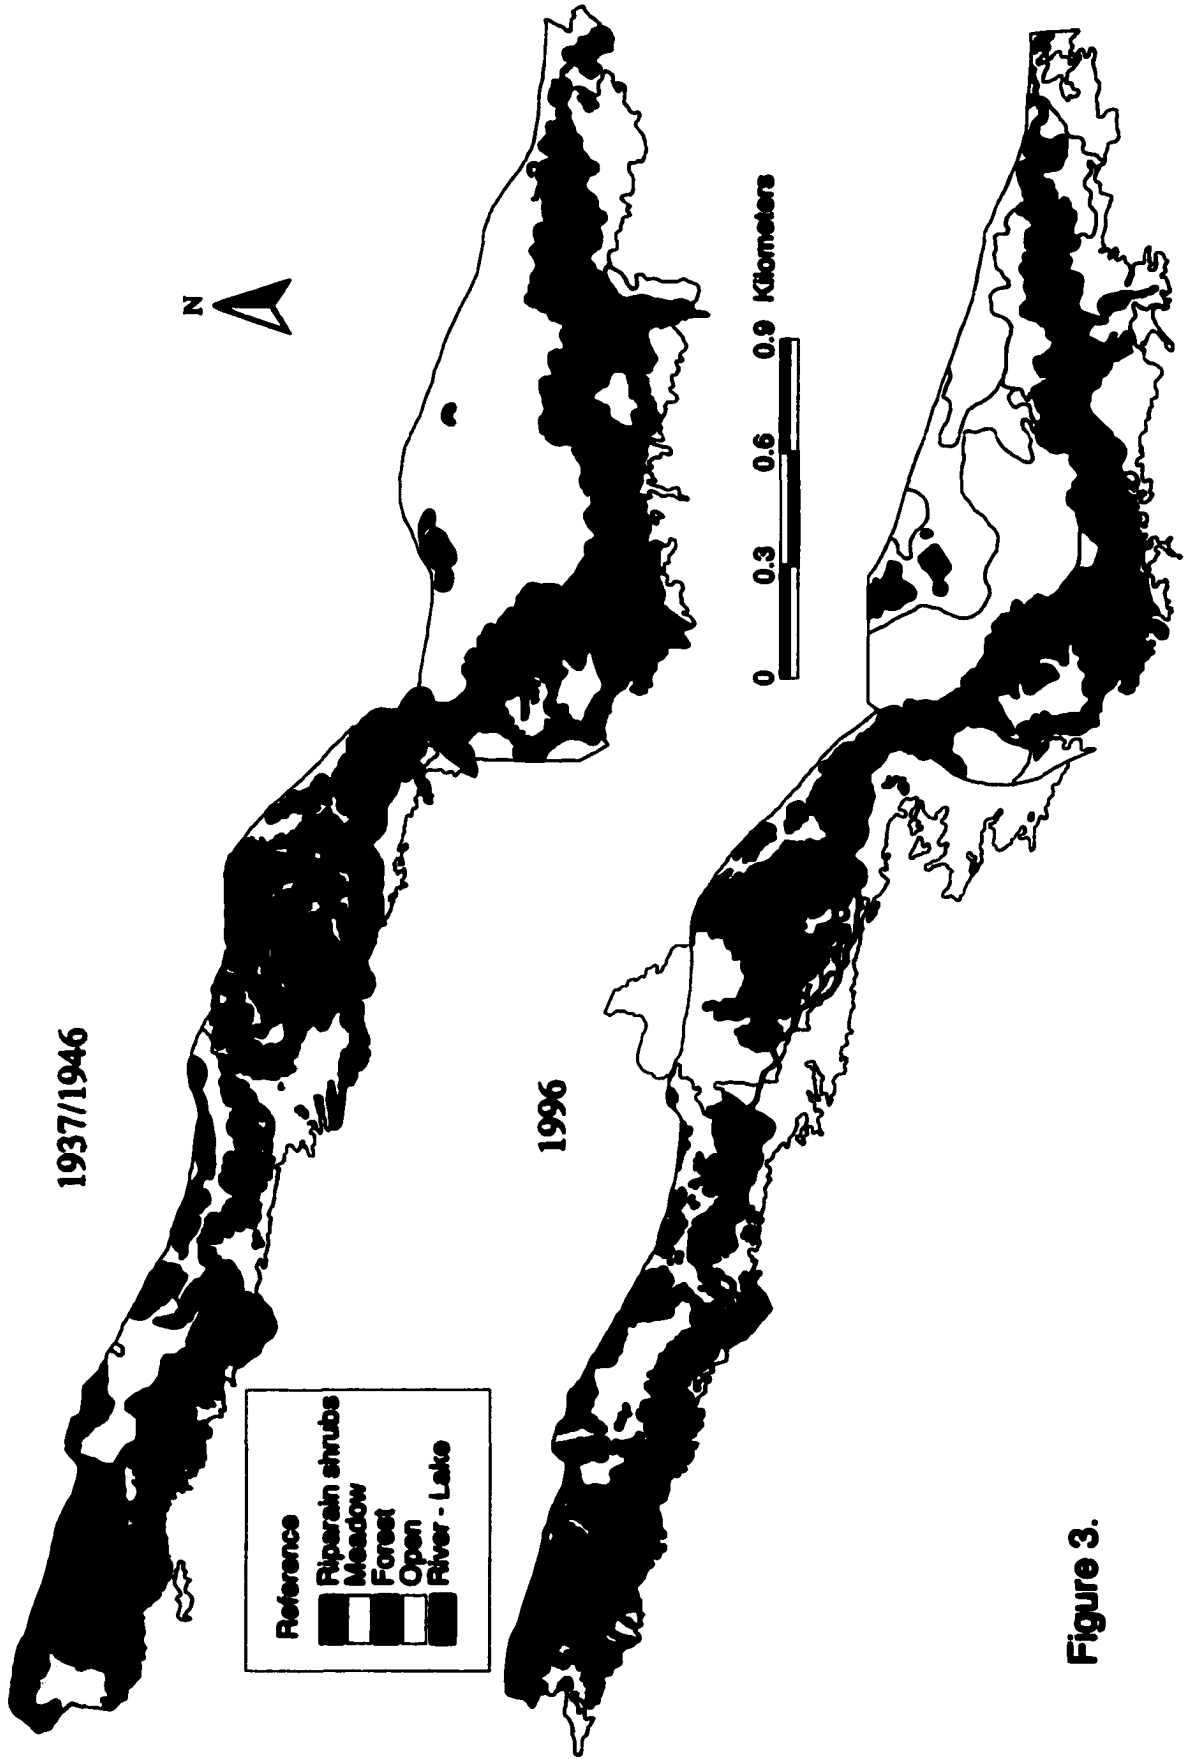 1937/1946
N
0 0.3 0.6 0.9 Kilometers
1996
Reference
Riparain shrubs
Meadow
Forest
Open
River - Lake
Figure 3.